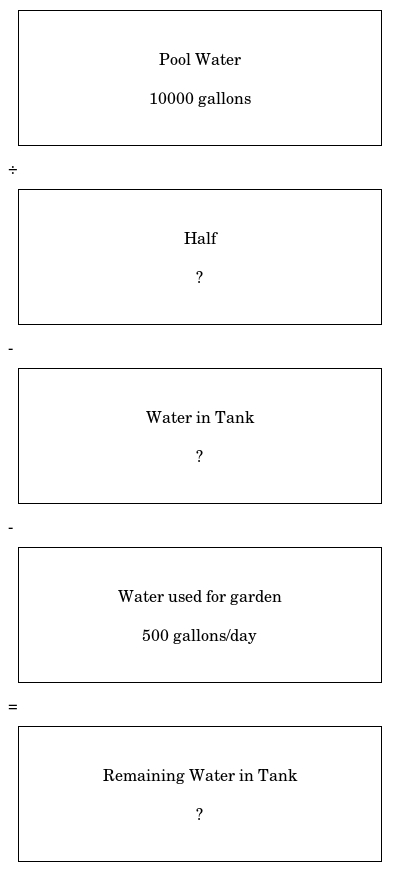 Pool Water
10000 gallons
÷
Half
?
-
Water in Tank
?
-
Water used for garden
500 gallons/day
=
Remaining Water in Tank
?